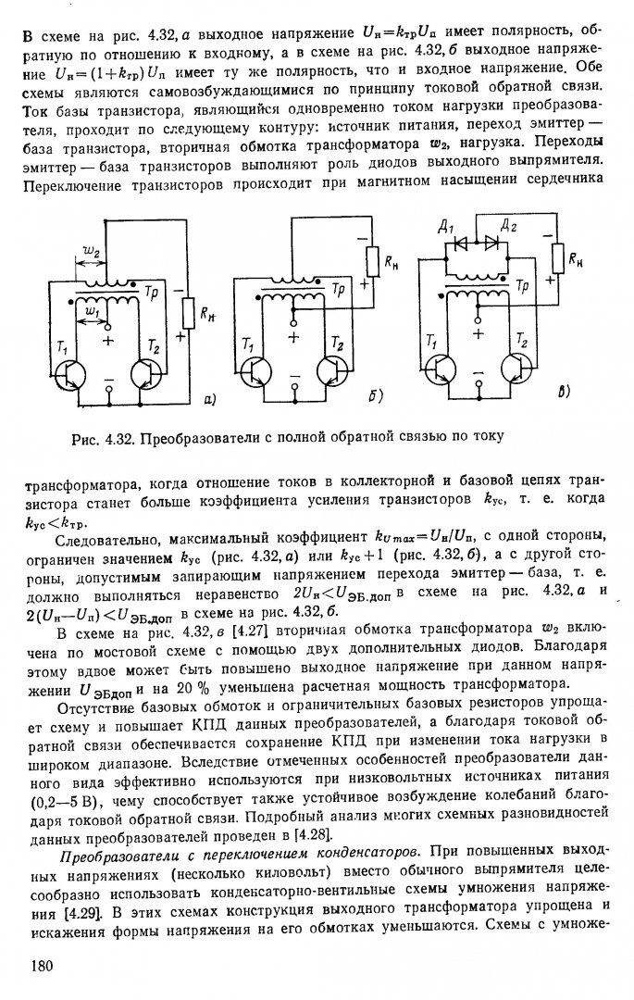 В схеме на рис. 4.32, а выходное напряжение Uн=kтрUп имеет полярность, об-
ратную по отношению к входному, а в схеме на рис. 4.32, б выходное напряже-
ние Uн=(1+kтр)Uп имеет ту же полярность, что и входное напряжение. Обе
схемы являются самовозбуждающимися по принципу токовой обратной связи.
Ток базы транзистора, являющийся одновременно током нагрузки преобразова-
теля, проходит по следующему контуру: источник питания, переход эмиттер —
база транзистора, вторичная обмотка трансформатора w2, нагрузка. Переходы
эмиттер — база транзисторов выполняют роль диодов выходного выпрямителя.
Переключение транзисторов происходит при магнитном насыщении сердечника
w2 Тр w1 Rн − + + − T1 T2 а)
Тр Rн − + + − T1 T2 б)
Д1 Д2 Тр Rн − + + − T1 T2 в)
Рис. 4.32. Преобразователи с полной обратной связью по току
трансформатора, когда отношение токов в коллекторной и базовой цепях тран-
зистора станет больше коэффициента усиления транзисторов kус, т. е. когда
kус<kтр.
Следовательно, максимальный коэффициент kU max=Uн/Uп, с одной стороны,
ограничен значением kус (рис. 4.32, а) или kус+1 (рис. 4.32, б), а с другой сто-
роны, допустимым запирающим напряжением перехода эмиттер — база, т. е.
должно выполняться неравенство 2Uн<UЭБ.доп в схеме на рис. 4.32, а и
2(Uн—Uп)<UЭБ.доп в схеме на рис. 4.32, б.
В схеме на рис. 4.32, в [4.27] вторичная обмотка трансформатора w2 вклю-
чена по мостовой схеме с помощью двух дополнительных диодов. Благодаря
этому вдвое может быть повышено выходное напряжение при данном напря-
жении UЭБдоп и на 20 % уменьшена расчетная мощность трансформатора.
Отсутствие базовых обмоток и ограничительных базовых резисторов упроща-
ет схему и повышает КПД данных преобразователей, а благодаря токовой об-
ратной связи обеспечивается сохранение КПД при изменении тока нагрузки в
широком диапазоне. Вследствие отмеченных особенностей преобразователи дан-
ного вида эффективно используются при низковольтных источниках питания
(0,2—5 В), чему способствует также устойчивое возбуждение колебаний благо-
даря токовой обратной связи. Подробный анализ многих схемных разновидностей
данных преобразователей проведен в [4.28].
Преобразователи с переключением конденсаторов. При повышенных выход-
ных напряжениях (несколько киловольт) вместо обычного выпрямителя целе-
сообразно использовать конденсаторно-вентильные схемы умножения напряже-
ния [4.29]. В этих схемах конструкция выходного трансформатора упрощена и
искажения формы напряжения на его обмотках уменьшаются. Схемы с умноже-
180